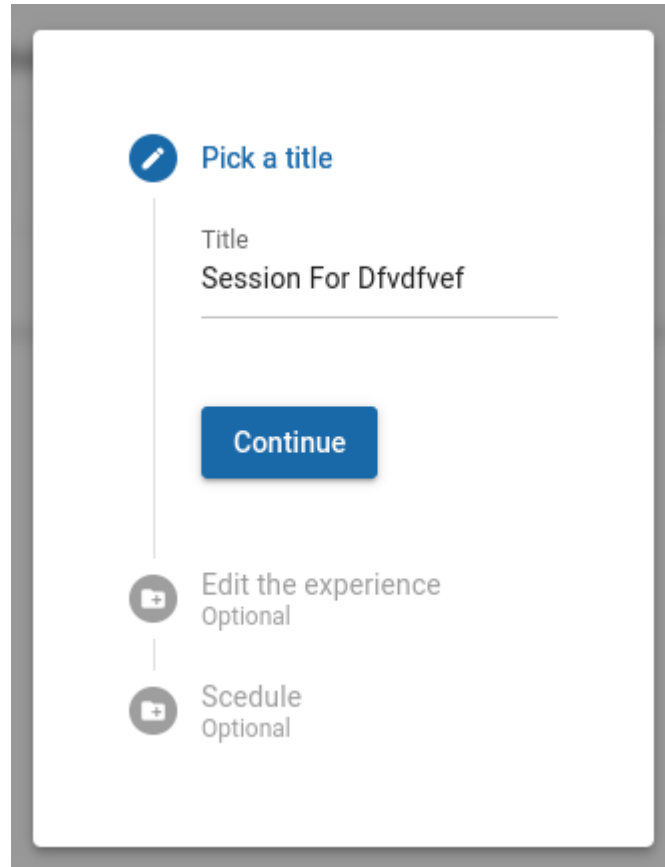 Pick a title
Title
Session For Dfvdfvef
Continue
Edit the experience
Optional
Scedule
Optional